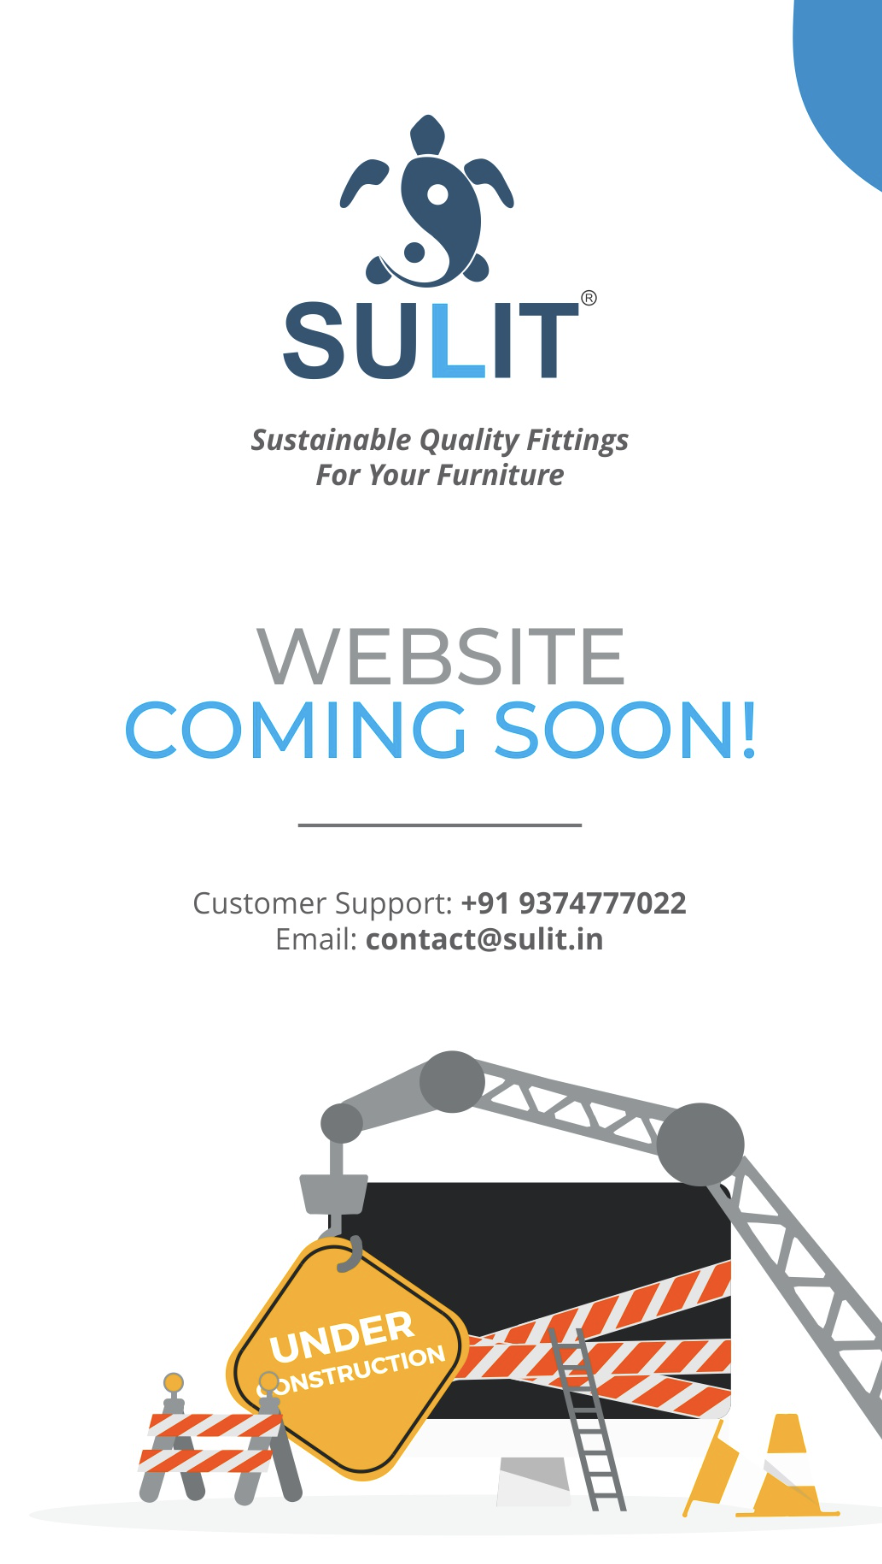 SULIT®
Sustainable Quality Fittings
For Your Furniture
WEBSITE
COMING SOON!
Customer Support: +91 9374777022
Email: contact@sulit.in
UNDER
CONSTRUCTION